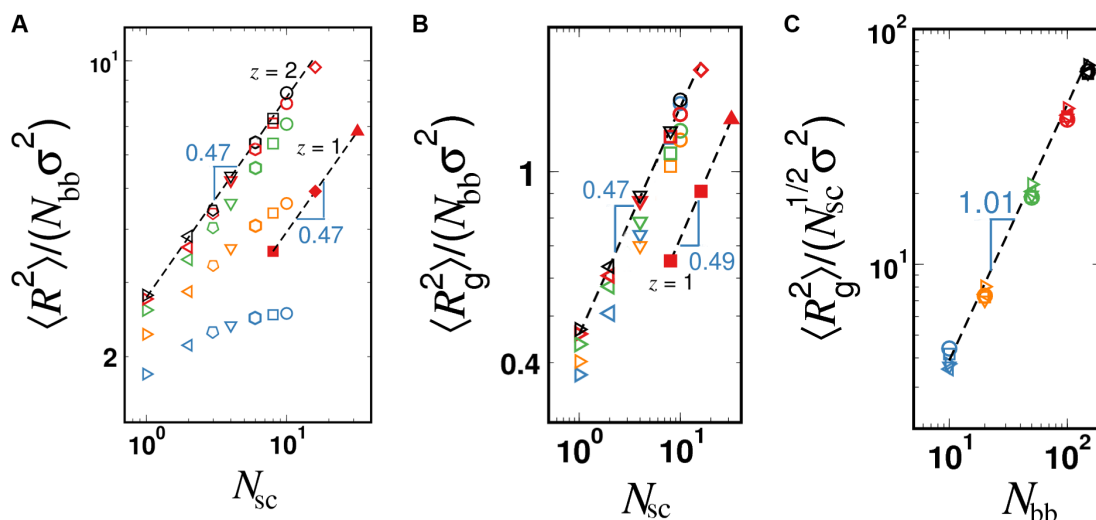 A
⟨R²⟩/(N_bb σ²)
10¹
2
z = 2
z = 1
0.47
0.47
10⁰
10¹
N_sc
B
⟨R_g²⟩/(N_bb σ²)
1
0.4
0.47
0.49
z = 1
10⁰
10¹
N_sc
C
⟨R_g²⟩/(N_sc^1/2 σ²)
10²
10¹
1.01
10¹
10²
N_bb